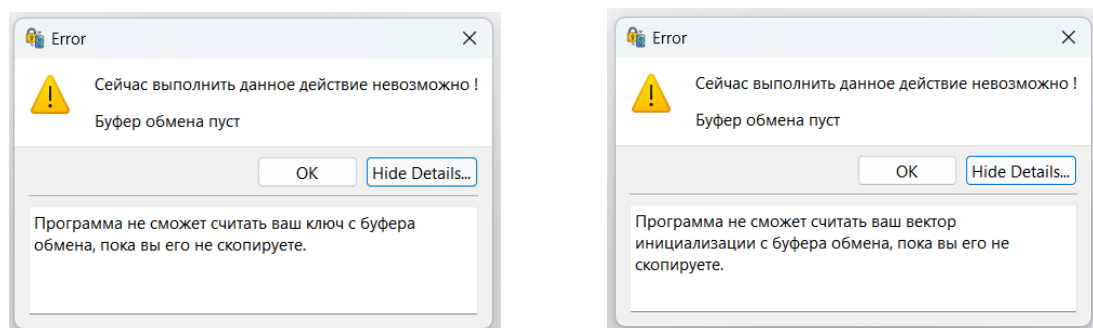 Error
Сейчас выполнить данное действие невозможно !
Буфер обмена пуст
OK
Hide Details...
Программа не сможет считать ваш ключ с буфера
обмена, пока вы его не скопируете.
Error
Сейчас выполнить данное действие невозможно !
Буфер обмена пуст
OK
Hide Details...
Программа не сможет считать ваш вектор
инициализации с буфера обмена, пока вы его не
скопируете.